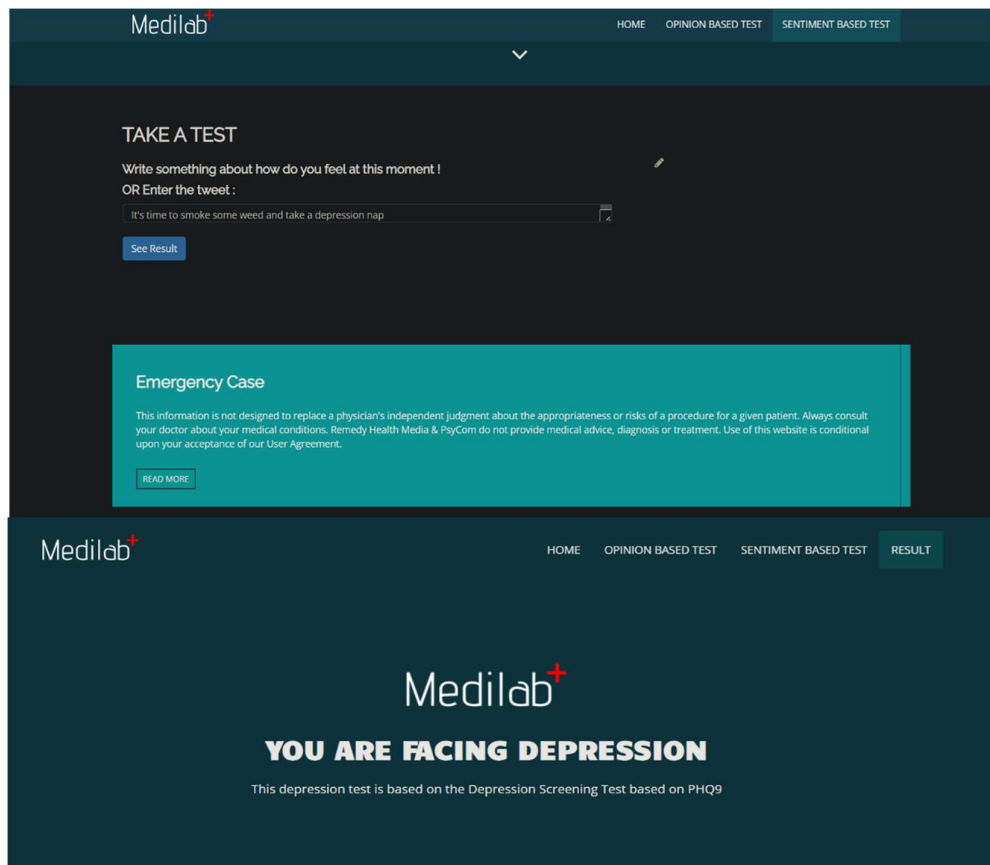 Medilab+
HOME OPINION BASED TEST SENTIMENT BASED TEST
TAKE A TEST
Write something about how do you feel at this moment !
OR Enter the tweet :
It's time to smoke some weed and take a depression nap
See Result
Emergency Case
This information is not designed to replace a physician's independent judgment about the appropriateness or risks of a procedure for a given patient. Always consult
your doctor about your medical conditions. Remedy Health Media & PsyCom do not provide medical advice, diagnosis or treatment. Use of this website is conditional
upon your acceptance of our User Agreement.
READ MORE
Medilab+
HOME OPINION BASED TEST SENTIMENT BASED TEST RESULT
Medilab+
YOU ARE FACING DEPRESSION
This depression test is based on the Depression Screening Test based on PHQ9